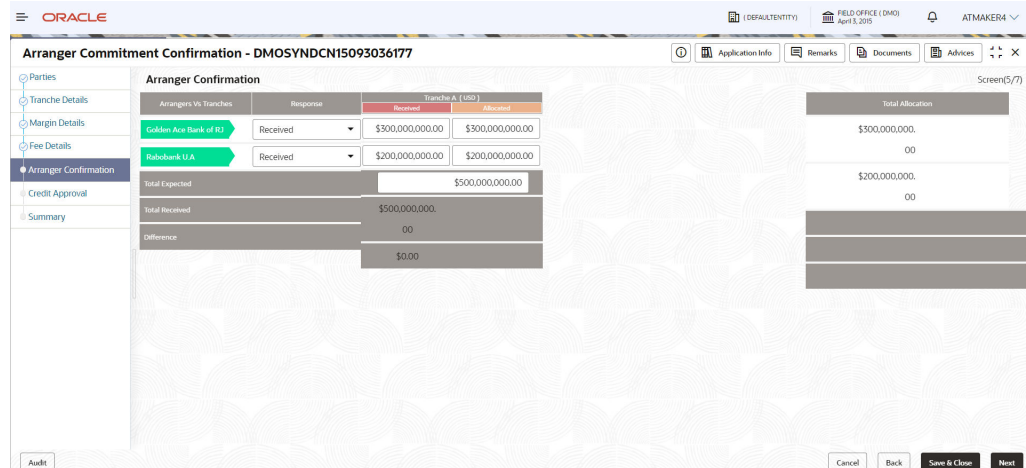 ORACLE
( DEFAULTENTITY)
FIELD OFFICE ( DMO)
April 3, 2015
ATMAKER4
Arranger Commitment Confirmation - DMOSYNDCN15093036177
Application Info
Remarks
Documents
Advices
Parties
Tranche Details
Margin Details
Fee Details
Arranger Confirmation
Credit Approval
Summary
Arranger Confirmation
Screen(5/7)
Arrangers Vs Tranches
Response
Tranche A ( USD )
Received
Allocated
Total Allocation
Golden Ace Bank of RJ
Received
$300,000,000.00
$300,000,000.00
$300,000,000.
00
Rabobank U.A
Received
$200,000,000.00
$200,000,000.00
$200,000,000.
00
Total Expected
$500,000,000.00
Total Received
$500,000,000.
00
Difference
$0.00
Audit
Cancel
Back
Save & Close
Next